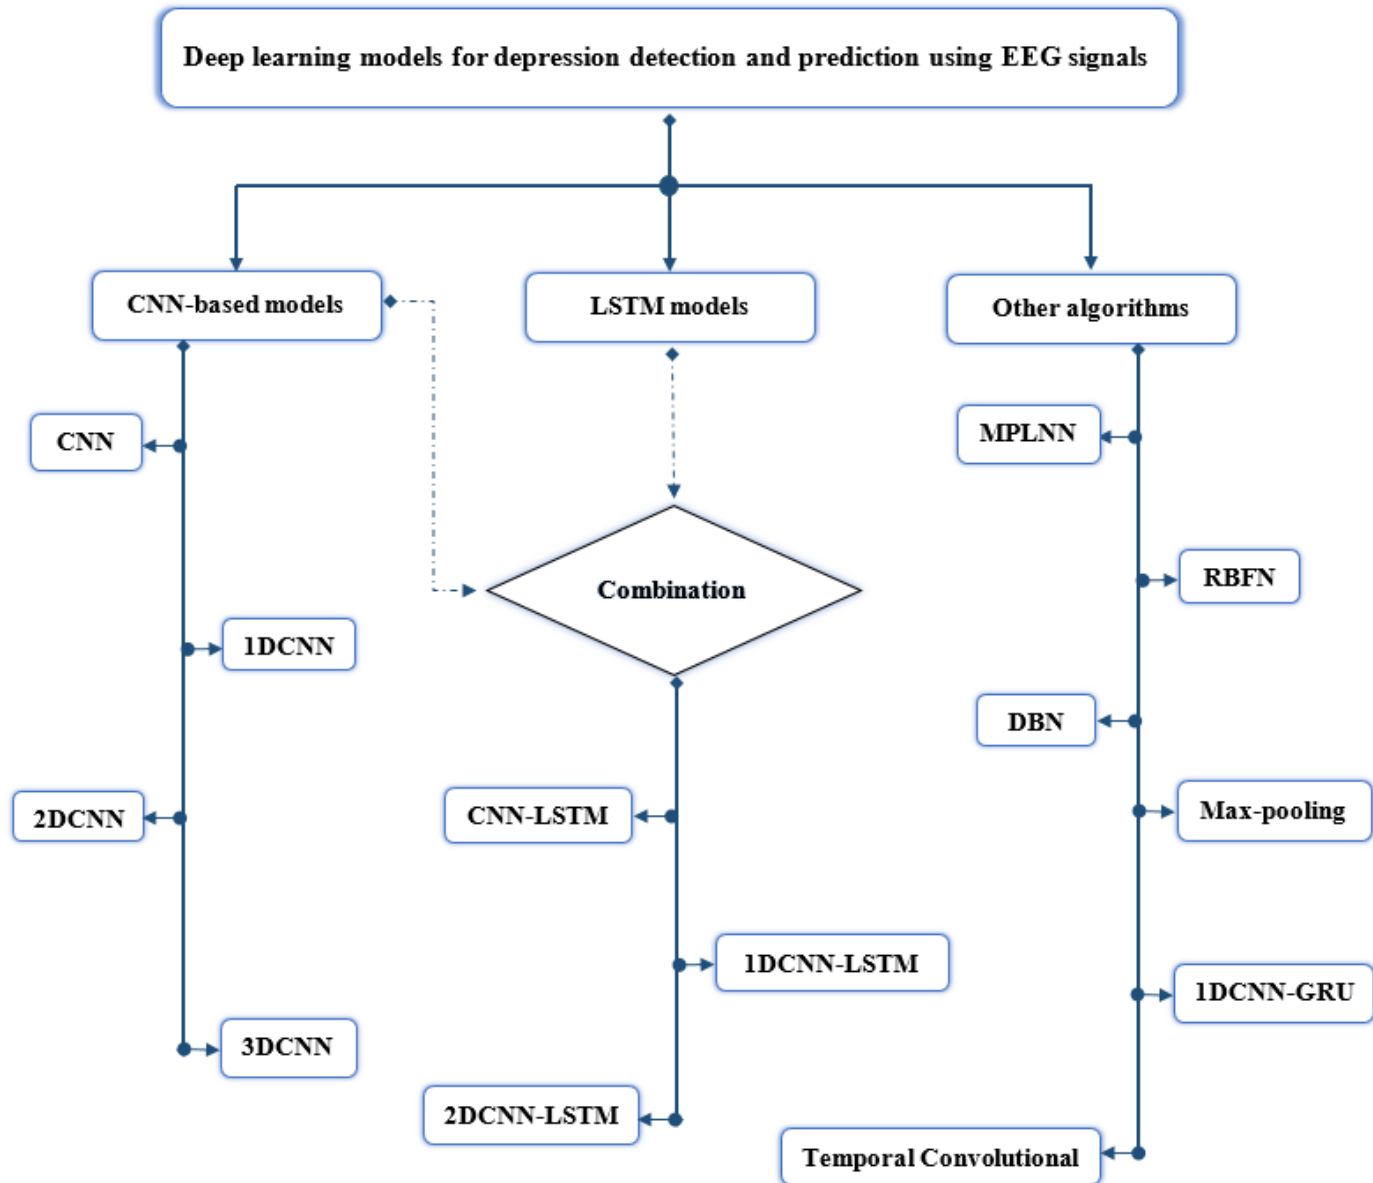 Deep learning models for depression detection and prediction using EEG signals
CNN-based models
LSTM models
Other algorithms
CNN
1DCNN
2DCNN
3DCNN
Combination
CNN-LSTM
1DCNN-LSTM
2DCNN-LSTM
MPLNN
RBFN
DBN
Max-pooling
1DCNN-GRU
Temporal Convolutional